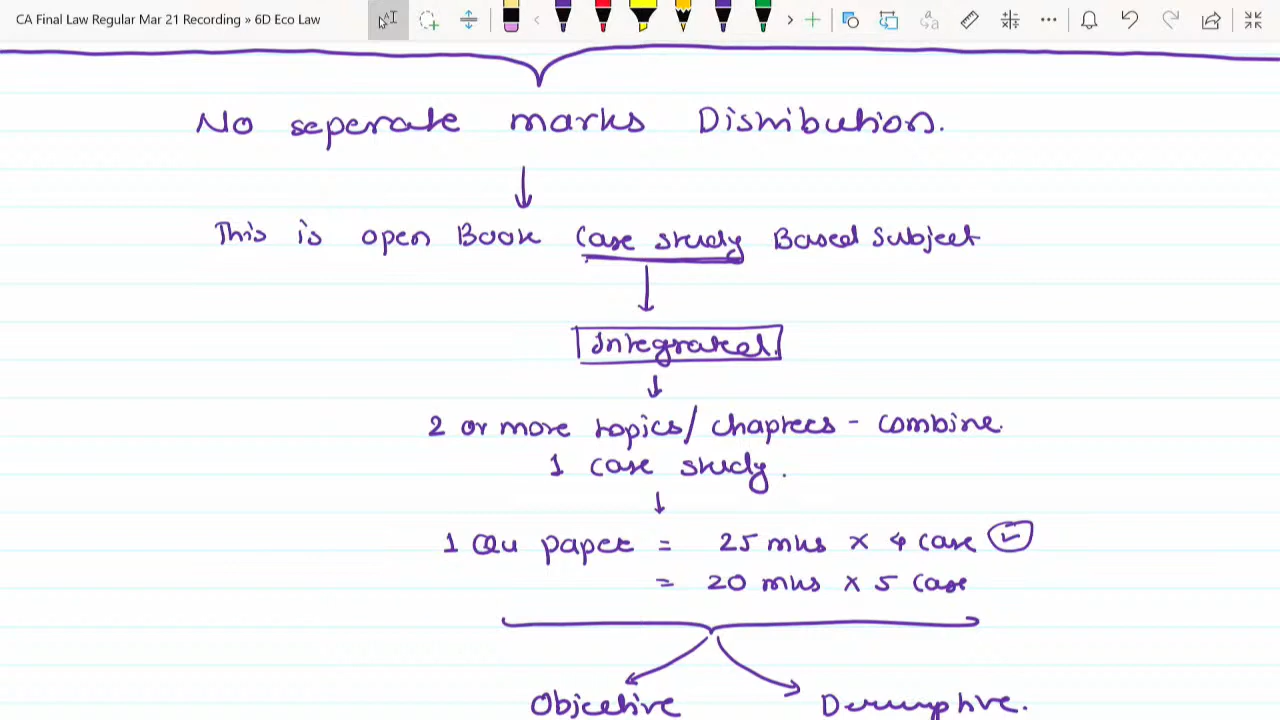 CA Final Law Regular Mar 21 Recording » 6D Eco Law
No seperate marks Distribution.
This is open Book Case study Based Subject
Integrated.
2 or more topics/chapters - combine.
1 case study.
1 Qu paper = 25 mks × 4 case
= 20 mks × 5 case
Objective Descriptive.